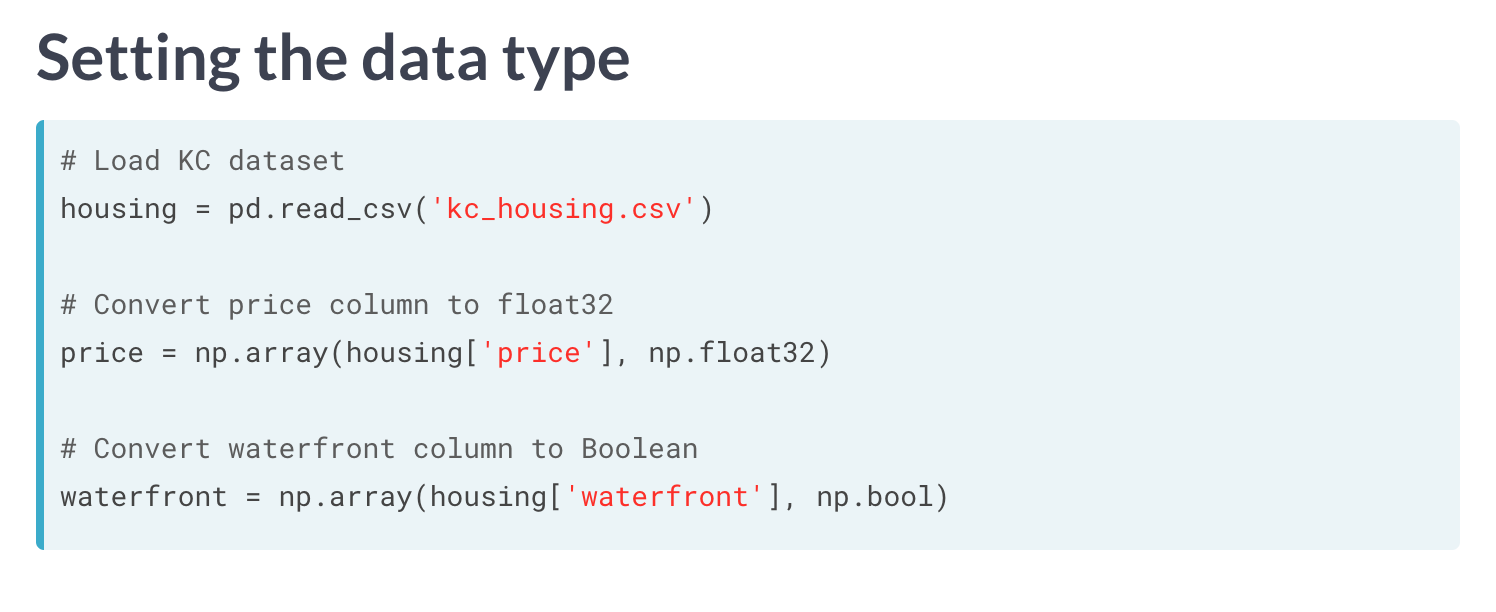 Setting the data type
# Load KC dataset
housing = pd.read_csv('kc_housing.csv')
# Convert price column to float32
price = np.array(housing['price'], np.float32)
# Convert waterfront column to Boolean
waterfront = np.array(housing['waterfront'], np.bool)